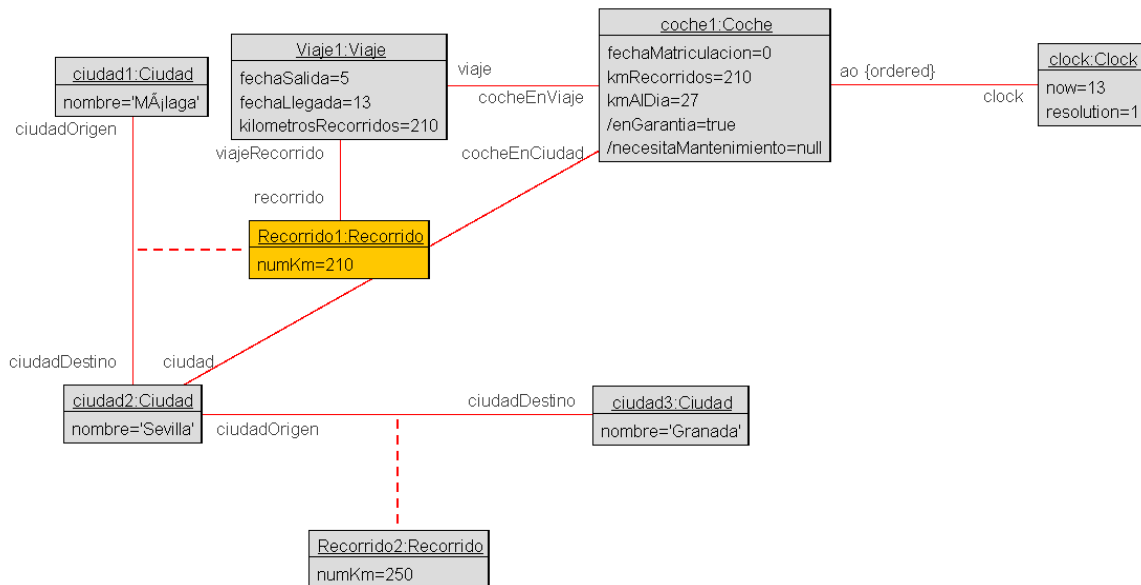 coche1:Coche
fechaMatriculacion=0
kmRecorridos=210
kmAlDia=27
/enGarantia=true
/necesitaMantenimiento=null
Viaje1:Viaje
fechaSalida=5
fechaLlegada=13
kilometrosRecorridos=210
ciudad1:Ciudad
nombre='MÃ¡laga'
clock:Clock
now=13
resolution=1
viaje
cocheEnViaje
ao {ordered}
clock
ciudadOrigen
viajeRecorrido
cocheEnCiudad
recorrido
Recorrido1:Recorrido
numKm=210
ciudadDestino
ciudad
ciudad2:Ciudad
nombre='Sevilla'
ciudadOrigen
ciudadDestino
ciudad3:Ciudad
nombre='Granada'
Recorrido2:Recorrido
numKm=250